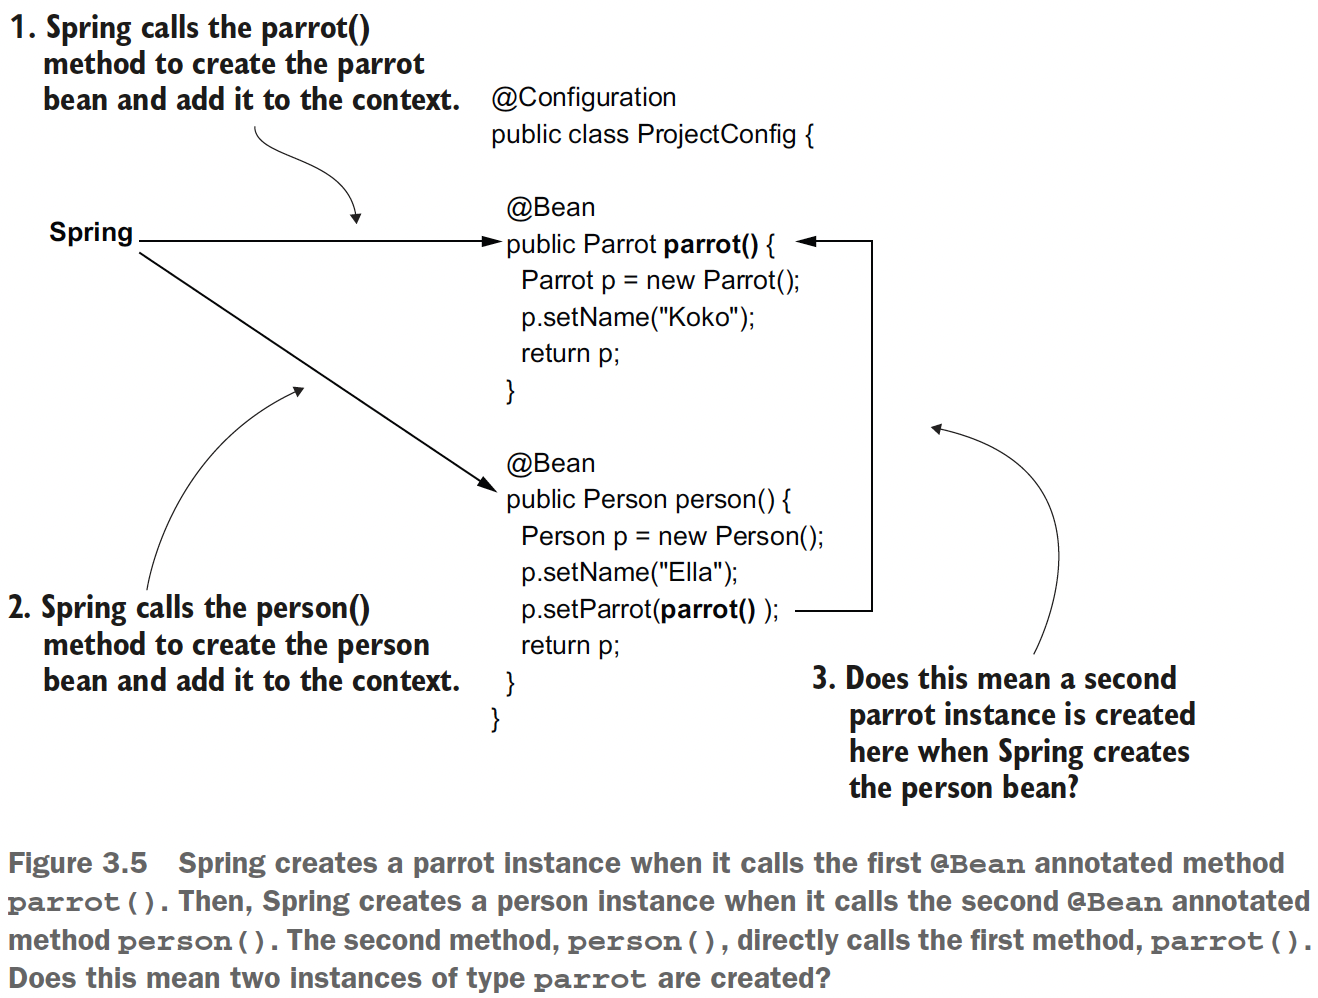 1. Spring calls the parrot()
method to create the parrot
bean and add it to the context.
@Configuration
public class ProjectConfig {
Spring
@Bean
public Parrot parrot() {
Parrot p = new Parrot();
p.setName("Koko");
return p;
}
@Bean
public Person person() {
Person p = new Person();
p.setName("Ella");
p.setParrot(parrot() );
return p;
}
}
2. Spring calls the person()
method to create the person
bean and add it to the context.
3. Does this mean a second
parrot instance is created
here when Spring creates
the person bean?
Figure 3.5 Spring creates a parrot instance when it calls the first @Bean annotated method
parrot(). Then, Spring creates a person instance when it calls the second @Bean annotated
method person(). The second method, person(), directly calls the first method, parrot().
Does this mean two instances of type parrot are created?